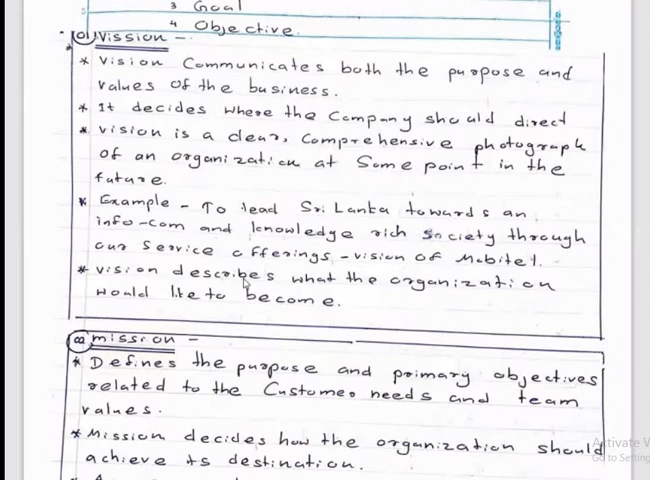 3 Goal
4 Objective.
01 Vission -
* Vision Communicates both the purpose and
values of the business.
* It decides where the Company should direct
* vision is a clear, Comprehensive photograph
of an organization at Some point in the
future.
* Example - To lead Sri Lanka towards an
info-com and knowledge rich Society through
our Service offerings - vision of Mobitel.
* vision describes what the organization
would like to become.
02 mission -
* Defines the purpose and primary objectives
related to the Customer needs and team
values.
* Mission decides how the organization should
achieve its destination.
Activate W
Go to Setting